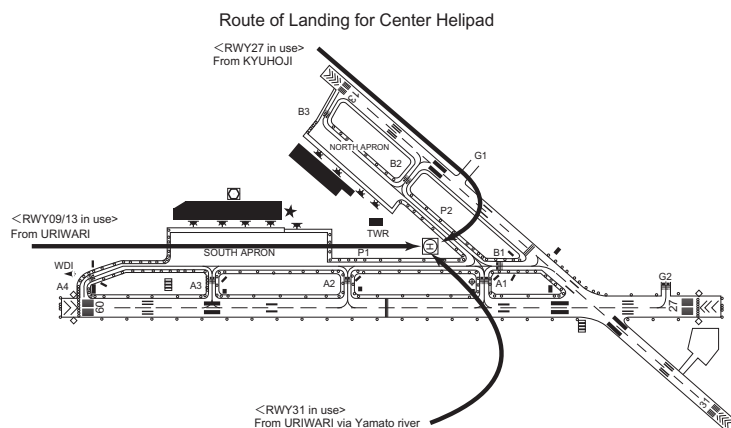 Route of Landing for Center Helipad
<RWY27 in use>
From KYUHOJI
13
B3
NORTH APRON
G1
B2
P2
<RWY09/13 in use>
From URIWARI
TWR
H
SOUTH APRON
P1
B1
WDI
A4
A3
A2
A1
G2
09
27
31
<RWY31 in use>
From URIWARI via Yamato river